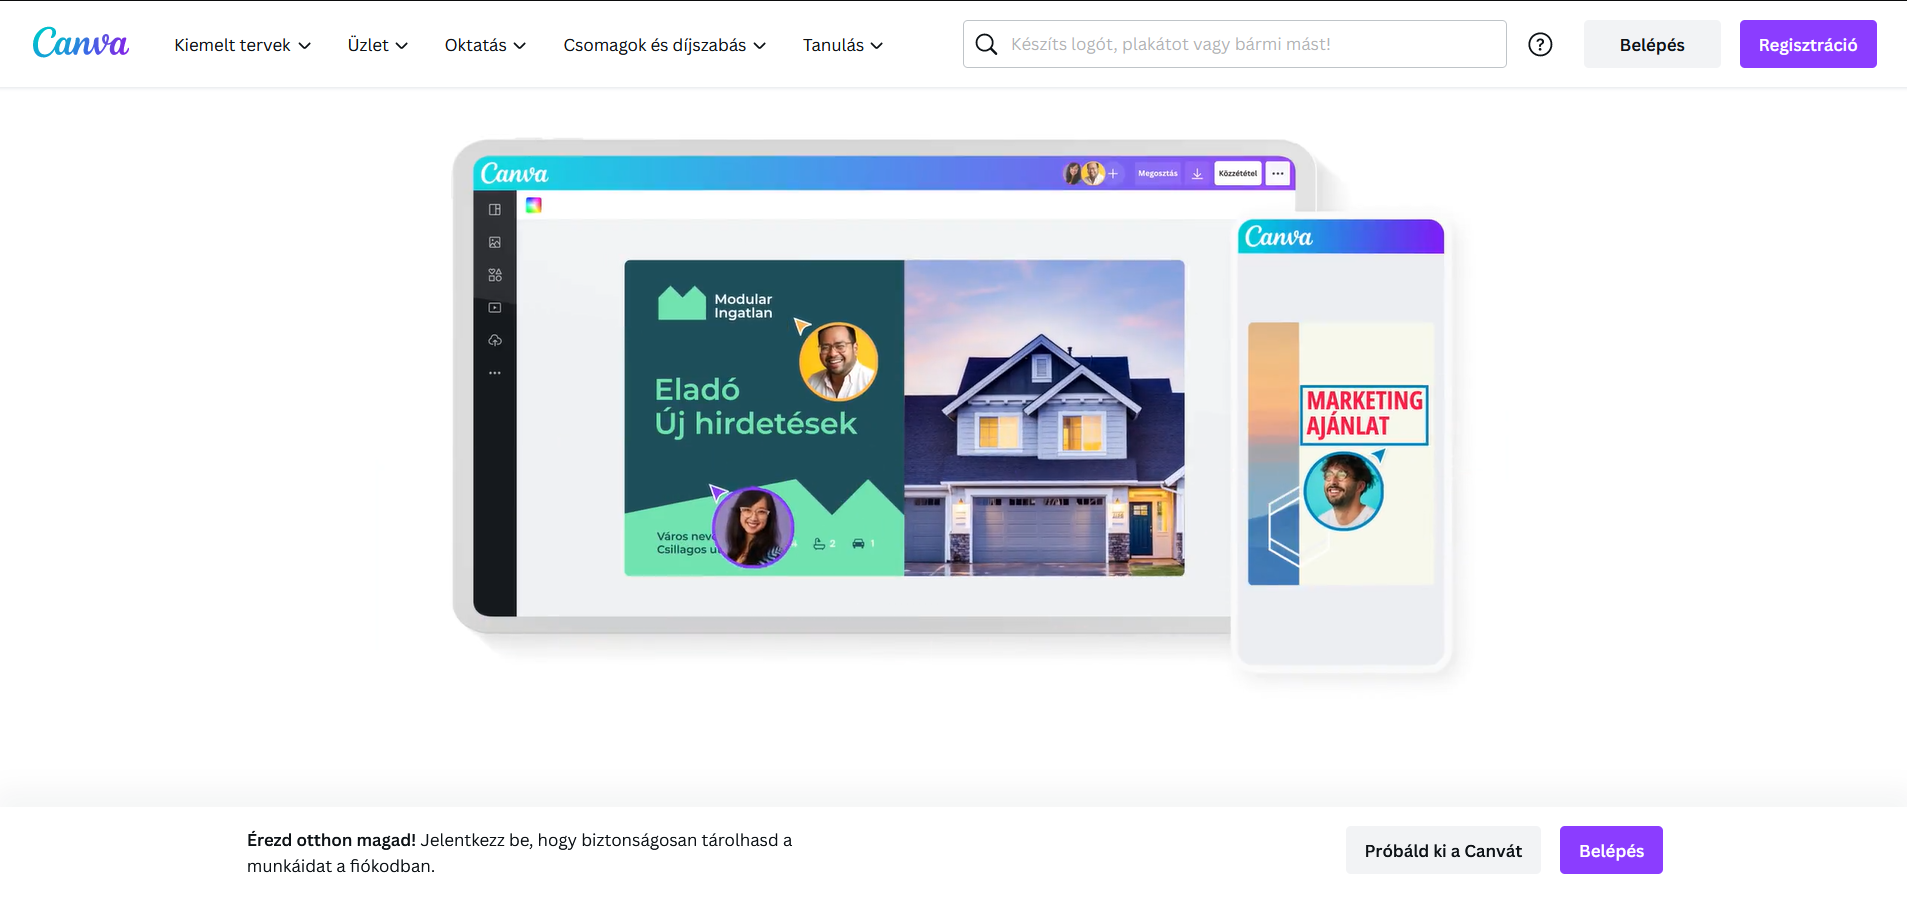 Canva
Kiemelt tervek
Üzlet
Oktatás
Csomagok és díjszabás
Tanulás
Készíts logót, plakátot vagy bármi mást!
?
Belépés
Regisztráció
Canva
Megosztás
Közzététel
Modular
Ingatlan
Eladó
Új hirdetések
Város
Csillagos
2
1
Canva
MARKETING
AJÁNLAT
Érezd otthon magad! Jelentkezz be, hogy biztonságosan tárolhasd a
munkáidat a fiókodban.
Próbáld ki a Canvát
Belépés